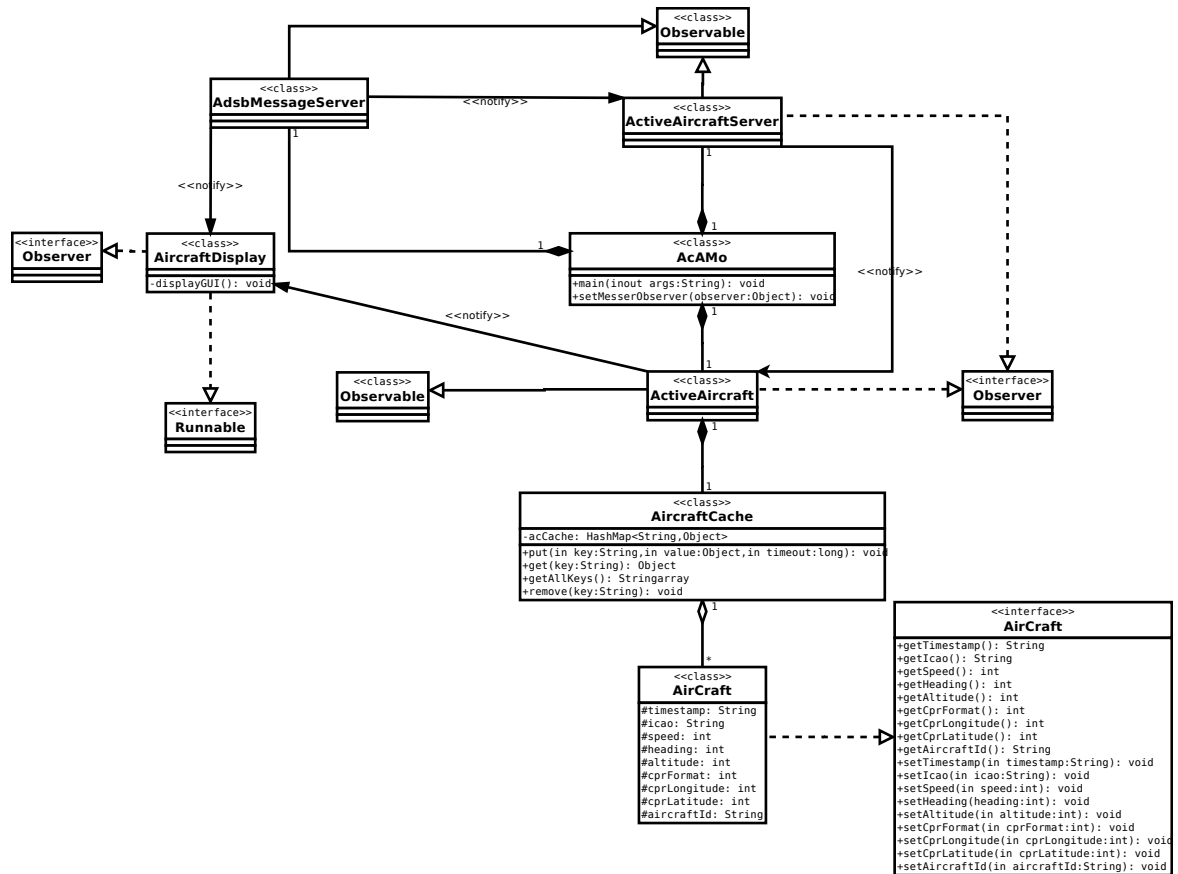 <<class>>
Observable
<<class>>
AdsbMessageServer
1
<<notify>>
<<class>>
ActiveAircraftServer
1
<<notify>>
<<interface>>
Observer
<<class>>
AircraftDisplay
-displayGUI(): void
1
1
<<class>>
AcAMo
+main(inout args:String): void
+setMesserObserver(observer:Object): void
1
<<notify>>
<<notify>>
1
<<interface>>
Runnable
<<class>>
Observable
<<class>>
ActiveAircraft
1
<<interface>>
Observer
1
<<class>>
AircraftCache
-acCache: HashMap<String,Object>
+put(in key:String,in value:Object,in timeout:long): void
+get(key:String): Object
+getAllKeys(): Stringarray
+remove(key:String): void
1
*
<<class>>
AirCraft
#timestamp: String
#icao: String
#speed: int
#heading: int
#altitude: int
#cprFormat: int
#cprLongitude: int
#cprLatitude: int
#aircraftId: String
<<interface>>
AirCraft
+getTimestamp(): String
+getIcao(): String
+getSpeed(): int
+getHeading(): int
+getAltitude(): int
+getCprFormat(): int
+getCprLongitude(): int
+getCprLatitude(): int
+getAircraftId(): String
+setTimestamp(in timestamp:String): void
+setIcao(in icao:String): void
+setSpeed(in speed:int): void
+setHeading(heading:int): void
+setAltitude(in altitude:int): void
+setCprFormat(in cprFormat:int): void
+setCprLongitude(in cprLongitude:int): void
+setCprLatitude(in cprLatitude:int): void
+setAircraftId(in aircraftId:String): void